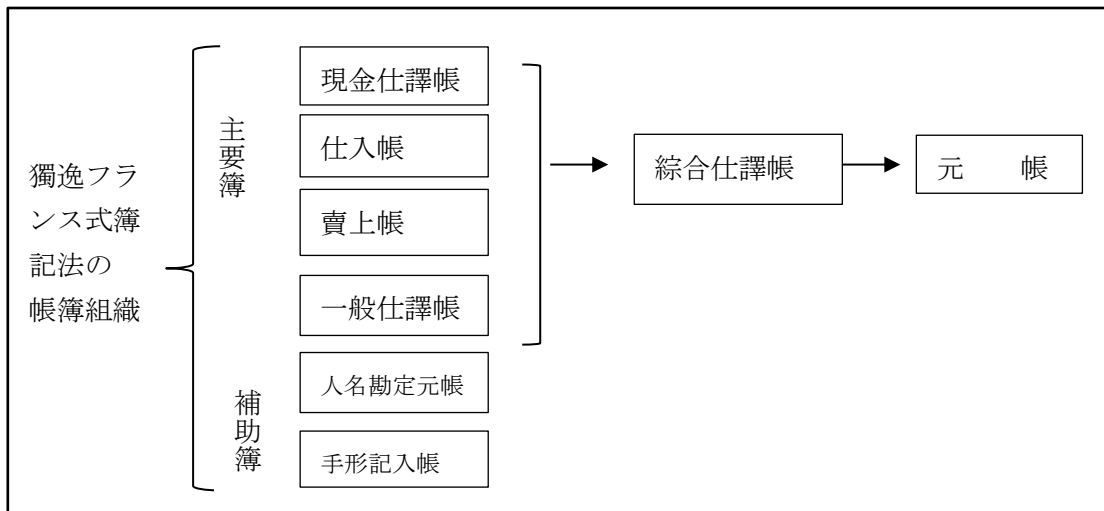 獨逸フラ
ンス式簿
記法の
帳簿組織
主要簿
現金仕譯帳
仕入帳
賣上帳
一般仕譯帳
補助簿
人名勘定元帳
手形記入帳
綜合仕譯帳
元　　帳